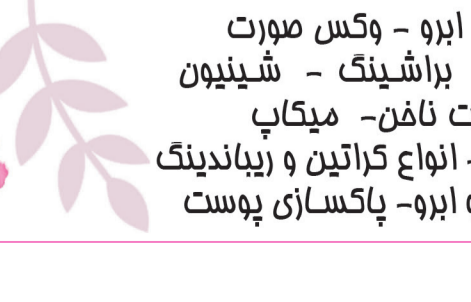 ابرو - وکس صورت
براشینگ - شینیون
ناخن- میکاپ
- انواع کراتین و ریباندینگ
ابرو- پاکسازی پوست